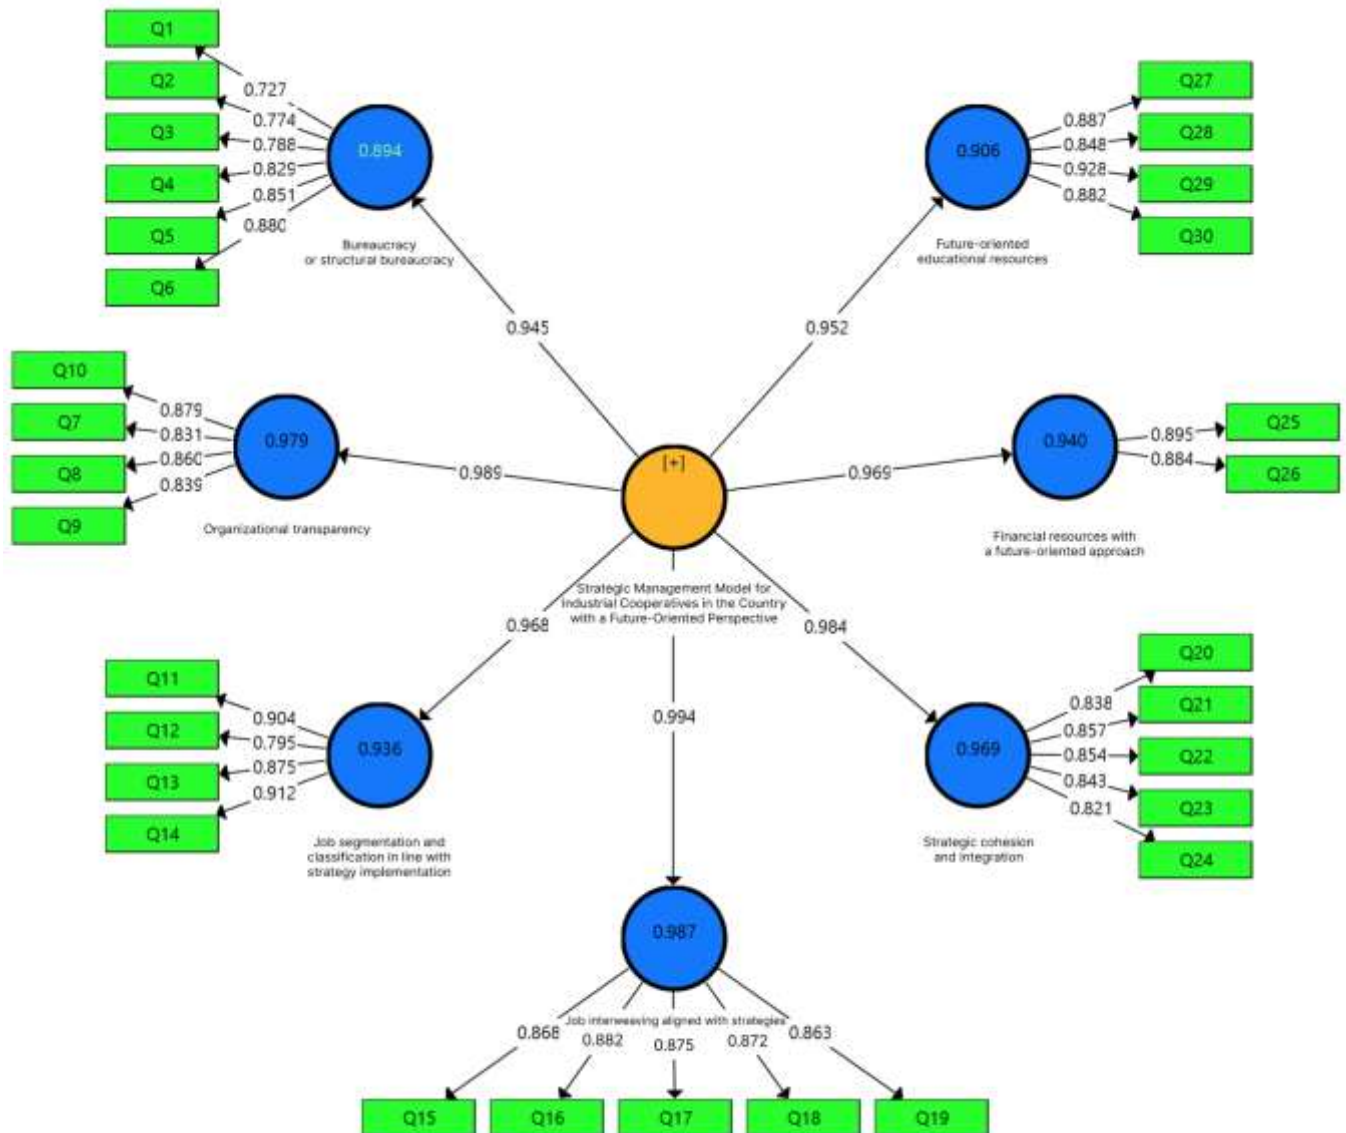 Q1
Q2
Q3
Q4
Q5
Q6
0.727
0.774
0.788
0.829
0.851
0.880
0.894
Bureaucracy
or structural bureaucracy
Q27
Q28
Q29
Q30
0.887
0.848
0.928
0.882
0.906
Future-oriented
educational resources
0.945
0.952
Q10
Q7
Q8
Q9
0.879
0.831
0.860
0.839
0.979
Organizational transparency
0.989
[+]
0.969
0.940
0.895
0.884
Q25
Q26
Financial resources with
a future-oriented approach
Strategic Management Model for
Industrial Cooperatives in the Country
with a Future-Oriented Perspective
0.968
0.994
0.984
Q11
Q12
Q13
Q14
0.904
0.795
0.875
0.912
0.936
Job segmentation and
classification in line with
strategy implementation
Q20
Q21
Q22
Q23
Q24
0.838
0.857
0.854
0.843
0.821
0.969
Strategic cohesion
and integration
0.987
Job interweaving aligned with strategies
0.868
0.882
0.875
0.872
0.863
Q15
Q16
Q17
Q18
Q19